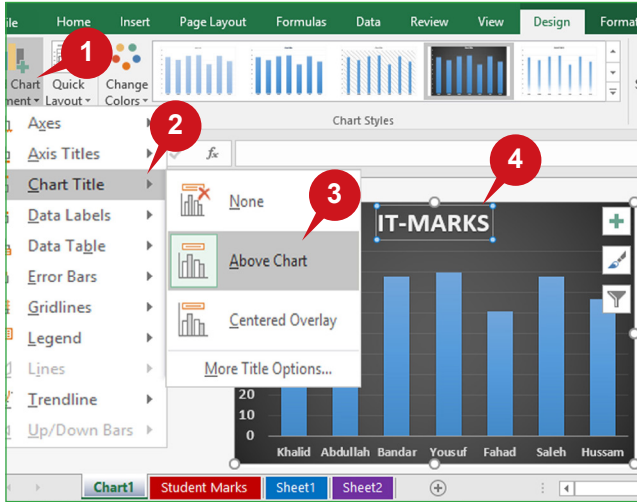 ile Home Insert Page Layout Formulas Data Review View Design Format
1
Chart Quick Change
ment Layout Colors
Chart Styles
2
Axes
Axis Titles
fx
Chart Title
Data Labels
Data Table
Error Bars
Gridlines
Legend
Lines
Trendline
Up/Down Bars
3
None
Above Chart
Centered Overlay
More Title Options...
4
IT-MARKS
20
10
0
Khalid Abdullah Bandar Yousuf Fahad Saleh Hussam
Chart1 Student Marks Sheet1 Sheet2